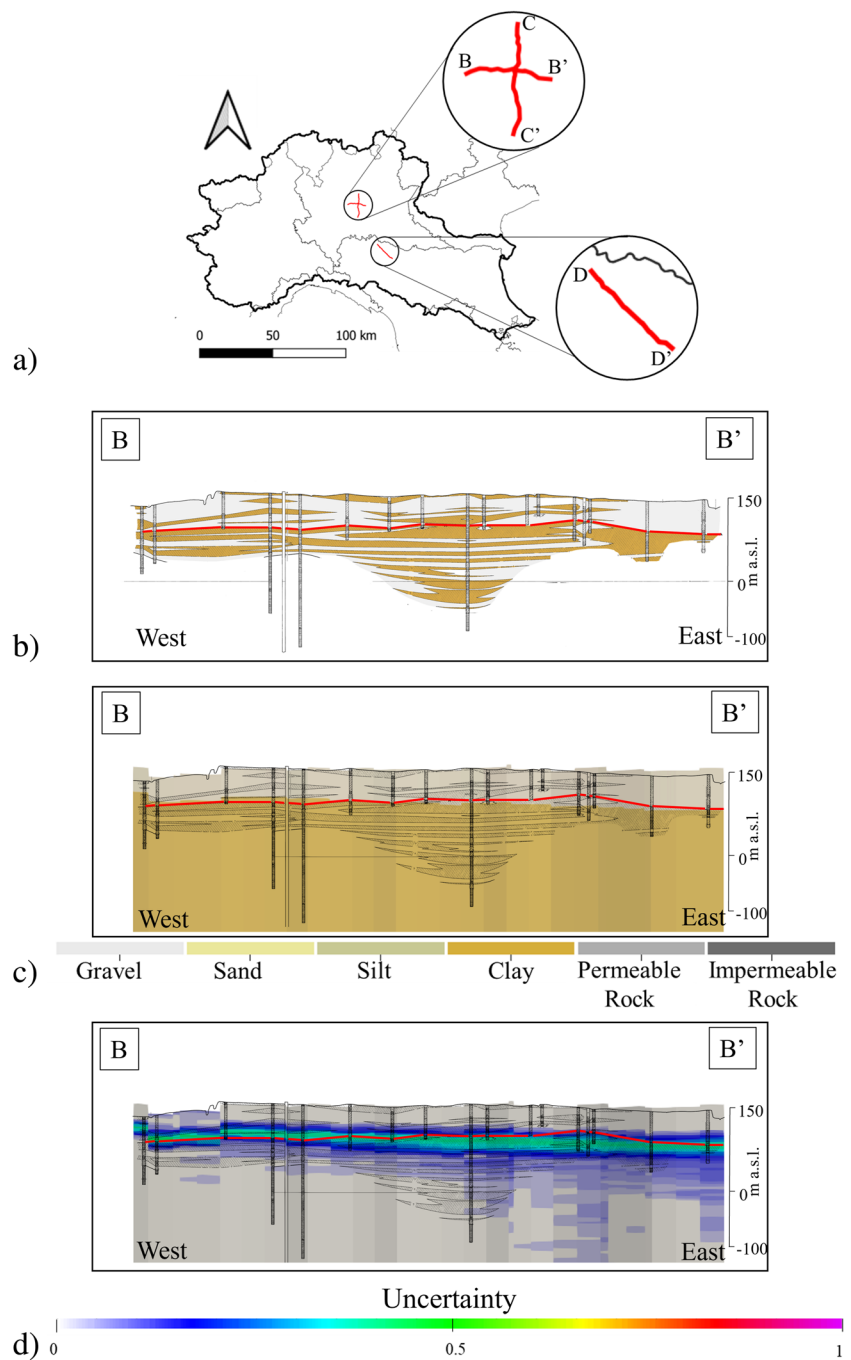 C
B B'
C'
D
D'
0 50 100 km
a)
B B'
150
0
-100
m a.s.l.
West East
b)
B B'
150
0
-100
m a.s.l.
West East
c)
Gravel Sand Silt Clay Permeable Impermeable
Rock Rock
B B'
150
0
-100
m a.s.l.
West East
Uncertainty
d)
0 0.5 1